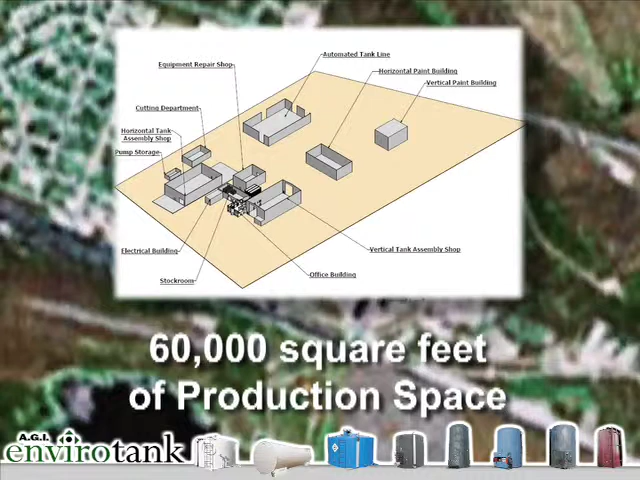 Automated Tank Line
Equipment Repair Shop
Horizontal Paint Building
Vertical Paint Building
Cutting Department
Horizontal Tank
Assembly Shop
Pump Storage
Electrical Building
Vertical Tank Assembly Shop
Office Building
Stockroom
60,000 square feet
of Production Space
A.G.I.
envirotank